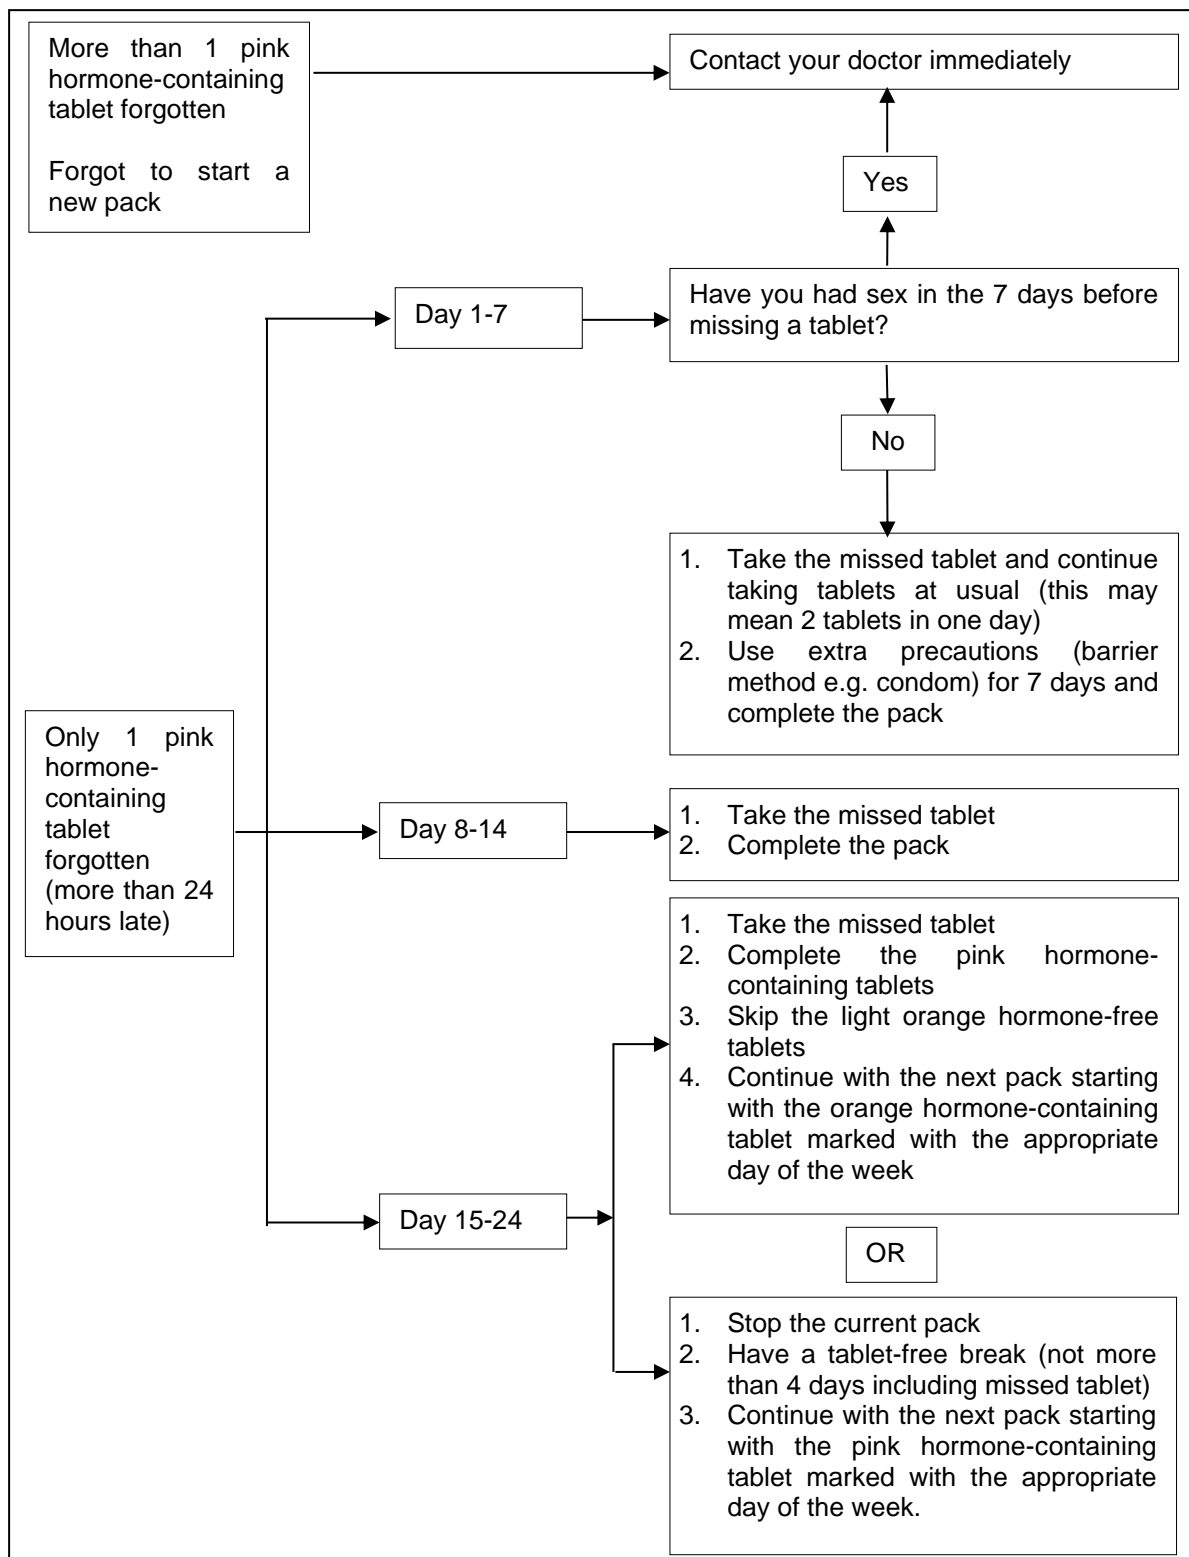 More than 1 pink
hormone-containing
tablet forgotten
Forgot to start a
new pack
Contact your doctor immediately
Yes
Day 1-7
Have you had sex in the 7 days before
missing a tablet?
No
1. Take the missed tablet and continue
taking tablets at usual (this may
mean 2 tablets in one day)
2. Use extra precautions (barrier
method e.g. condom) for 7 days and
complete the pack
Only 1 pink
hormone-
containing
tablet
forgotten
(more than 24
hours late)
Day 8-14
1. Take the missed tablet
2. Complete the pack
1. Take the missed tablet
2. Complete the pink hormone-
containing tablets
3. Skip the light orange hormone-free
tablets
4. Continue with the next pack starting
with the orange hormone-containing
tablet marked with the appropriate
day of the week
Day 15-24
OR
1. Stop the current pack
2. Have a tablet-free break (not more
than 4 days including missed tablet)
3. Continue with the next pack starting
with the pink hormone-containing
tablet marked with the appropriate
day of the week.